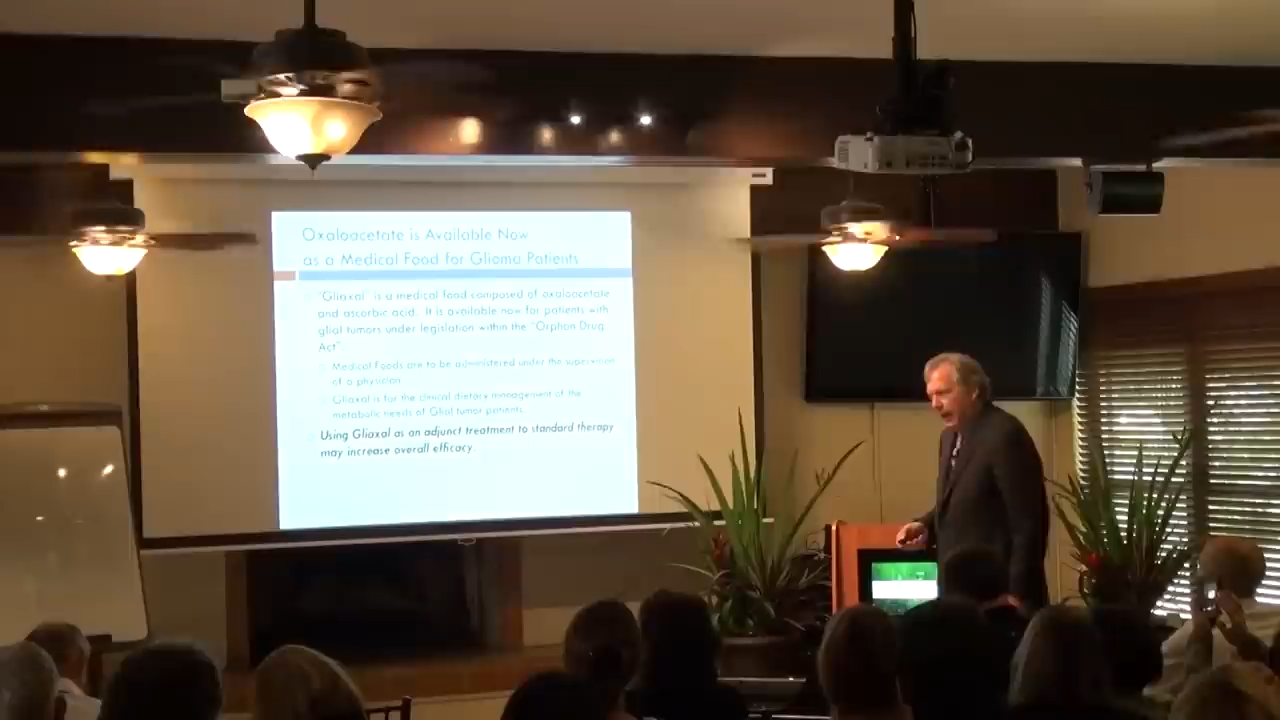 Oxaloacetate is Available Now
as a Medical Food for Glioma Patients
"Gliaxal" is a medical food composed of oxaloacetate
and ascorbic acid. It is available now for patients with
glial tumors under legislation within the "Orphan Drug
Act"
Medical Foods are to be administered under the supervision
of a physician
Gliaxal is for the clinical dietary management of the
metabolic needs of Glial tumor patients.
Using Gliaxal as an adjunct treatment to standard therapy
may increase overall efficacy